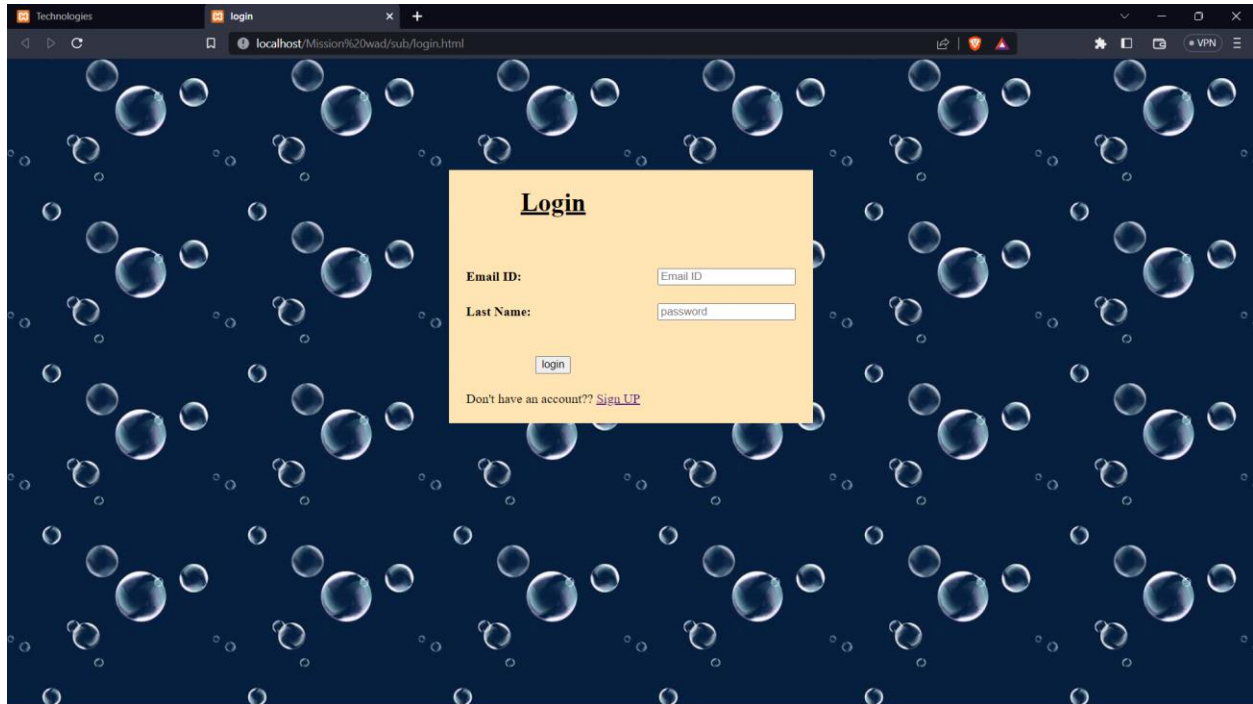 Technologies
login
localhost/Mission%20wad/sub/login.html
VPN
Login
Email ID:
Email ID
Last Name:
password
login
Don't have an account?? Sign UP